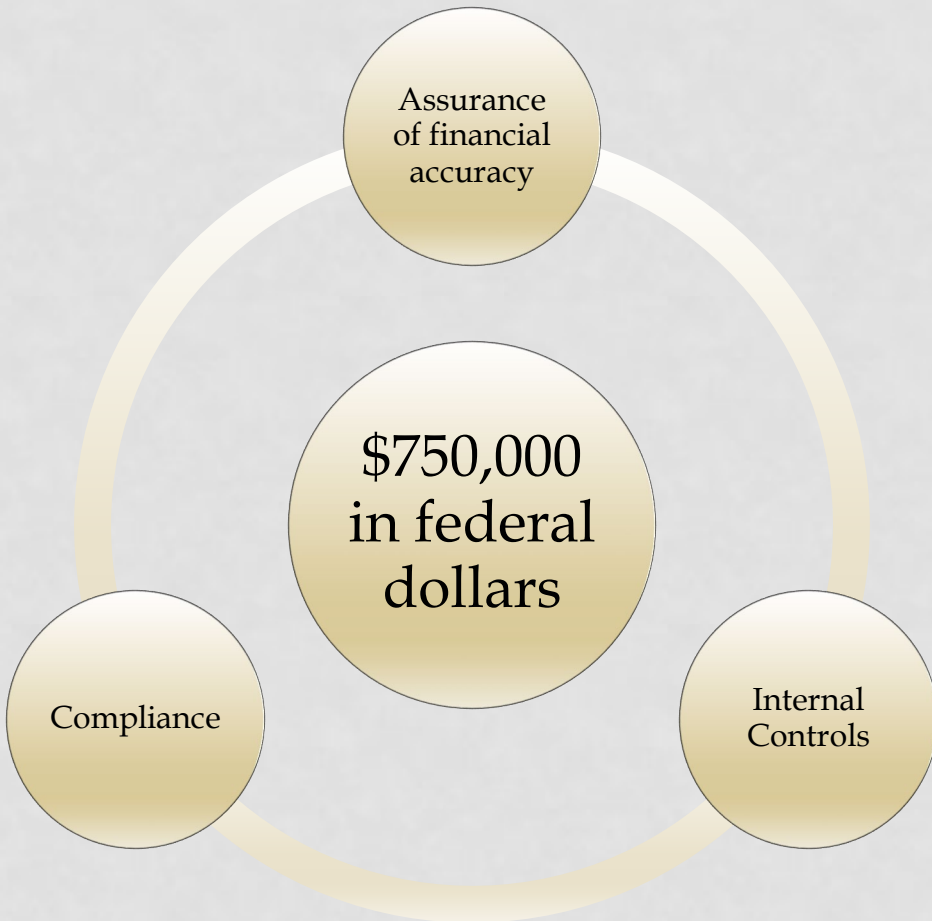 Assurance
of financial
accuracy
$750,000
in federal
dollars
Compliance
Internal
Controls